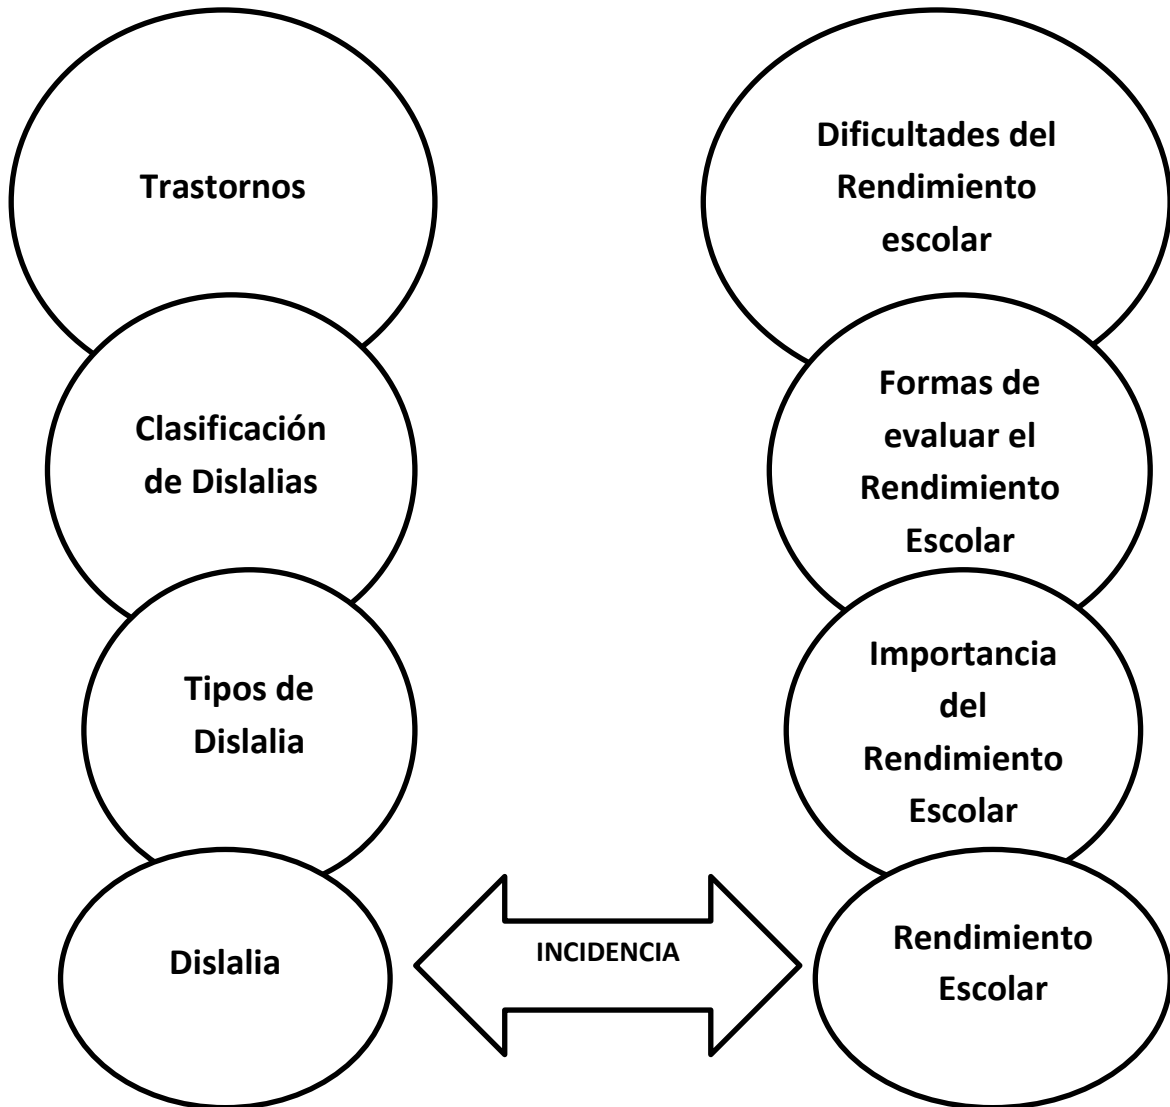 Trastornos
Clasificación
de Dislalias
Tipos de
Dislalia
Dislalia
INCIDENCIA
Dificultades del
Rendimiento
escolar
Formas de
evaluar el
Rendimiento
Escolar
Importancia
del
Rendimiento
Escolar
Rendimiento
Escolar